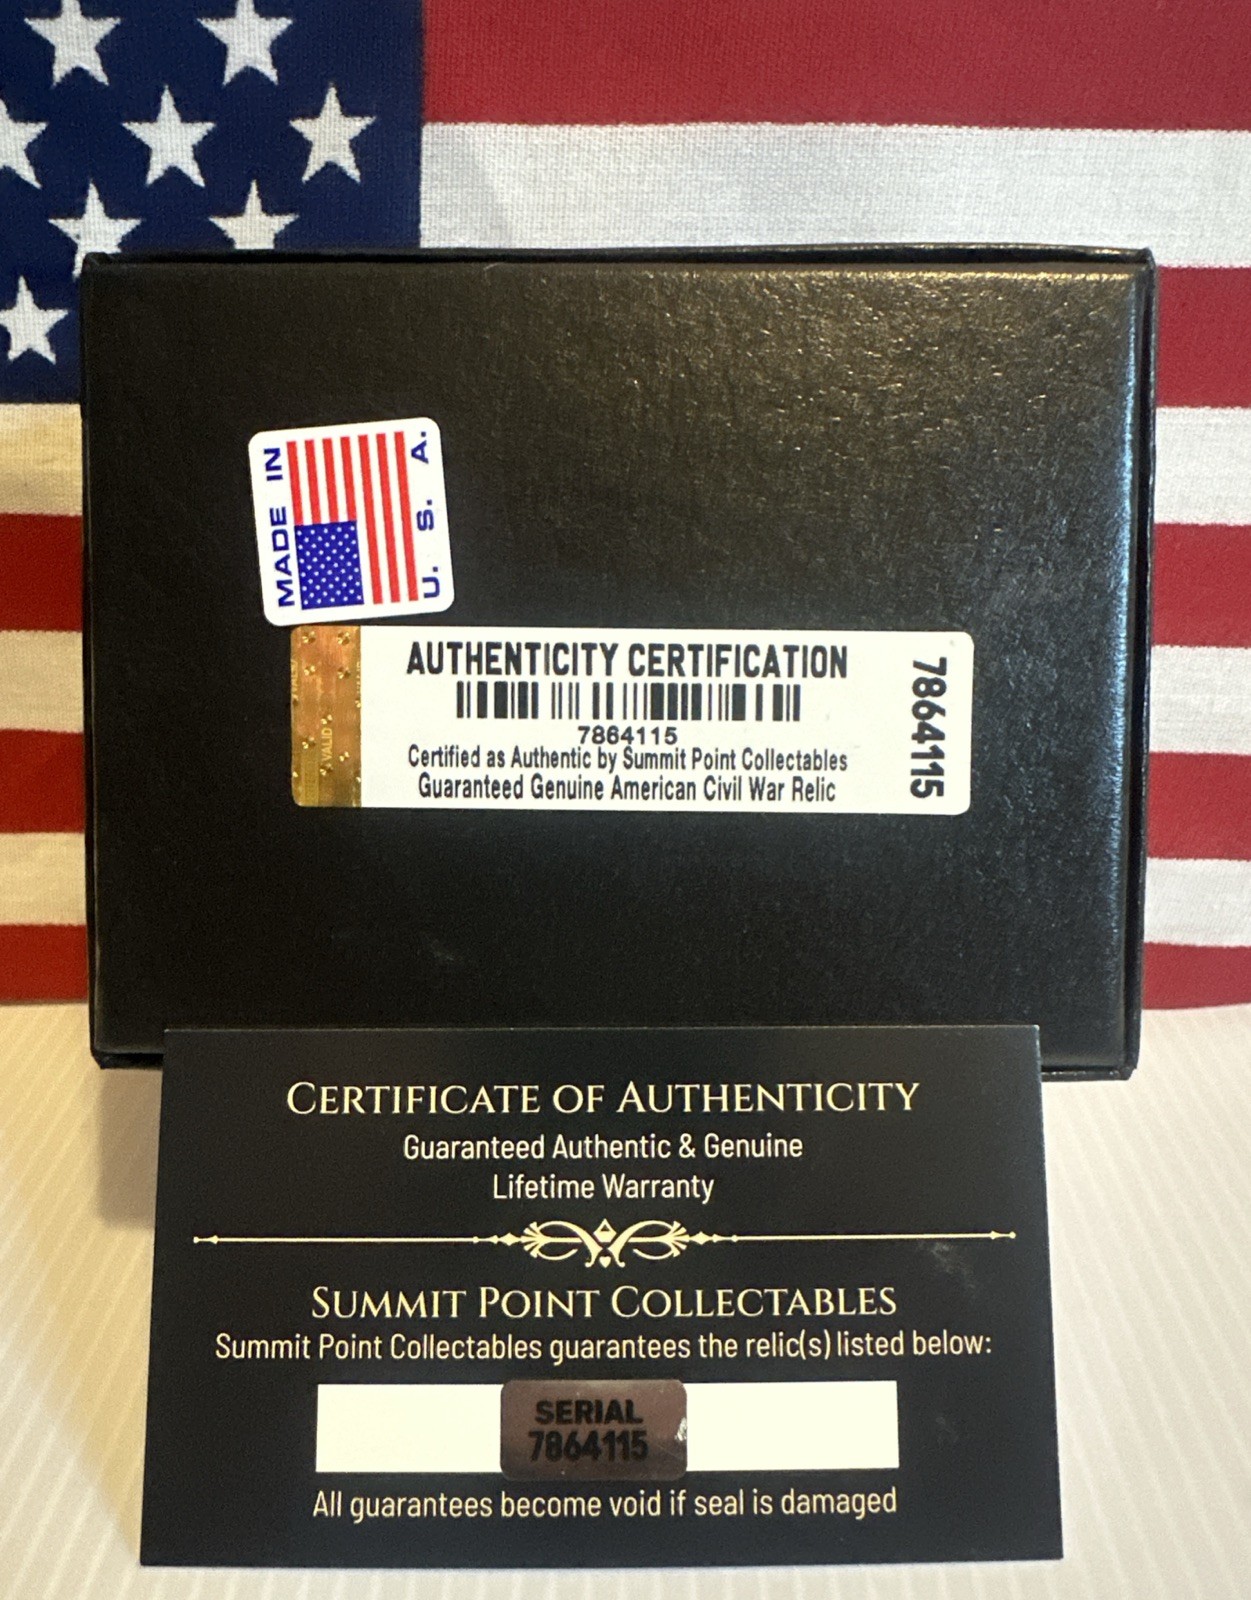 MADE IN
U. S. A.
AUTHENTICITY CERTIFICATION
7864115
7864115
Certified as Authentic by Summit Point Collectables
Guaranteed Genuine American Civil War Relic
VALID
CERTIFICATE OF AUTHENTICITY
Guaranteed Authentic & Genuine
Lifetime Warranty
SUMMIT POINT COLLECTABLES
Summit Point Collectables guarantees the relic(s) listed below:
SERIAL
7864115
All guarantees become void if seal is damaged